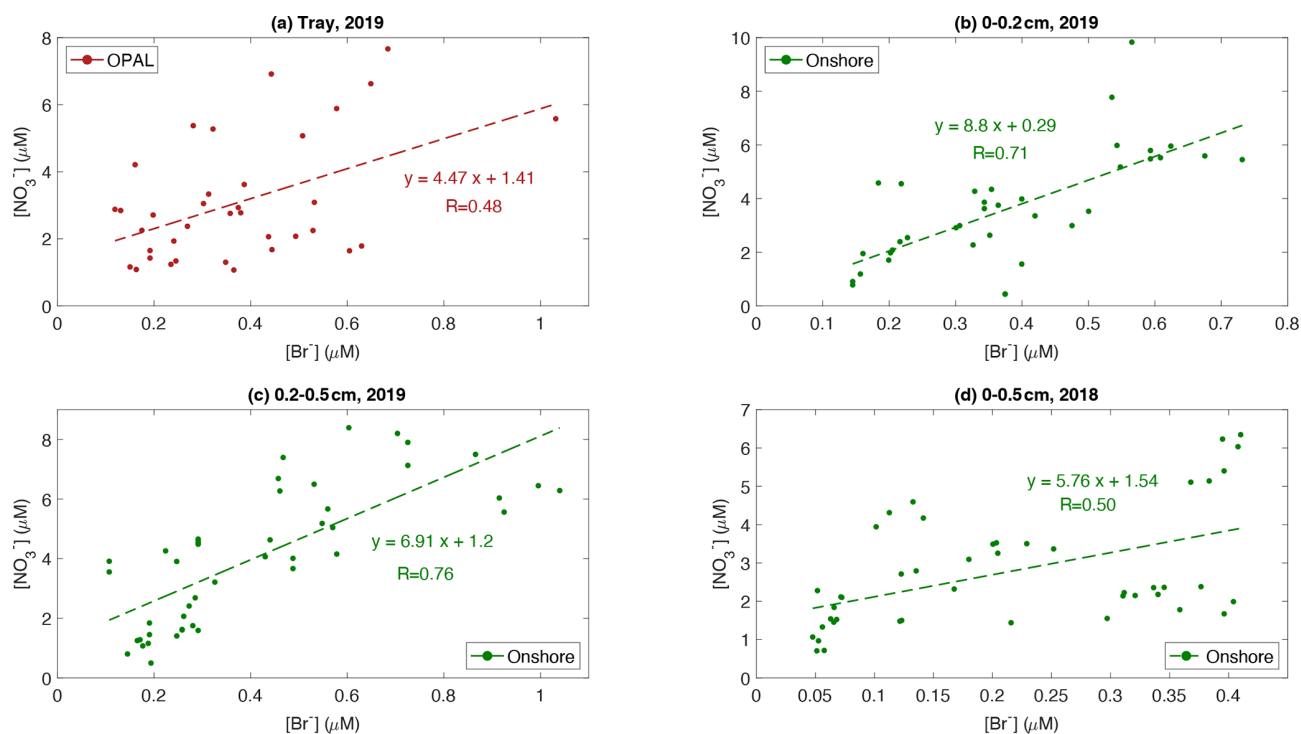 (a) Tray, 2019
8
6
4
2
0
[NO3-] (μM)
OPAL
y = 4.47 x + 1.41
R=0.48
0 0.2 0.4 0.6 0.8 1
[Br-] (μM)
(b) 0-0.2cm, 2019
10
8
6
4
2
0
[NO3-] (μM)
Onshore
y = 8.8 x + 0.29
R=0.71
0 0.1 0.2 0.3 0.4 0.5 0.6 0.7 0.8
[Br-] (μM)
(c) 0.2-0.5cm, 2019
8
6
4
2
0
[NO3-] (μM)
y = 6.91 x + 1.2
R=0.76
Onshore
0 0.2 0.4 0.6 0.8 1
[Br-] (μM)
(d) 0-0.5cm, 2018
7
6
5
4
3
2
1
0
[NO3-] (μM)
y = 5.76 x + 1.54
R=0.50
Onshore
0 0.05 0.1 0.15 0.2 0.25 0.3 0.35 0.4
[Br-] (μM)